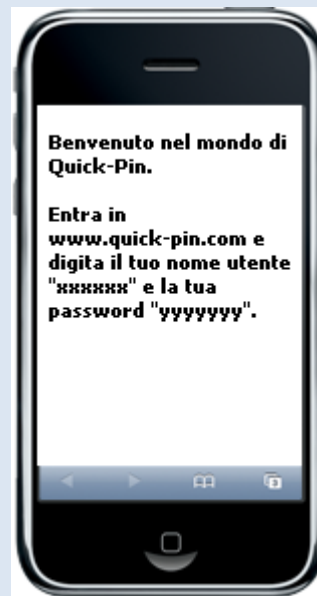 Benvenuto nel mondo di
Quick-Pin.
Entra in
www.quick-pin.com e
digita il tuo nome utente
"xxxxxx" e la tua
password "yyyyyyy".